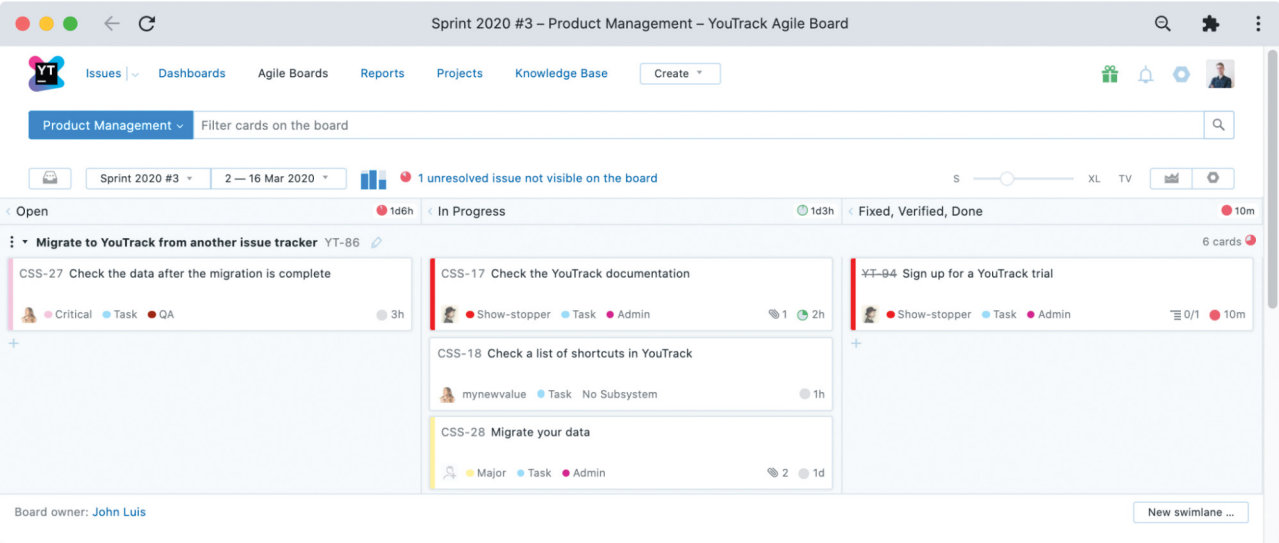 Sprint 2020 #3 – Product Management – YouTrack Agile Board
YT Issues Dashboards Agile Boards Reports Projects Knowledge Base Create
Product Management Filter cards on the board
Sprint 2020 #3 2 — 16 Mar 2020 1 unresolved issue not visible on the board S XL TV
Open 1d6h In Progress 1d3h Fixed, Verified, Done 10m
Migrate to YouTrack from another issue tracker YT-86 6 cards
CSS-27 Check the data after the migration is complete
Critical Task QA 3h
CSS-17 Check the YouTrack documentation
Show-stopper Task Admin 1 2h
CSS-18 Check a list of shortcuts in YouTrack
mynewvalue Task No Subsystem 1h
CSS-28 Migrate your data
Major Task Admin 2 1d
YT-94 Sign up for a YouTrack trial
Show-stopper Task Admin 0/1 10m
Board owner: John Luis New swimlane ...